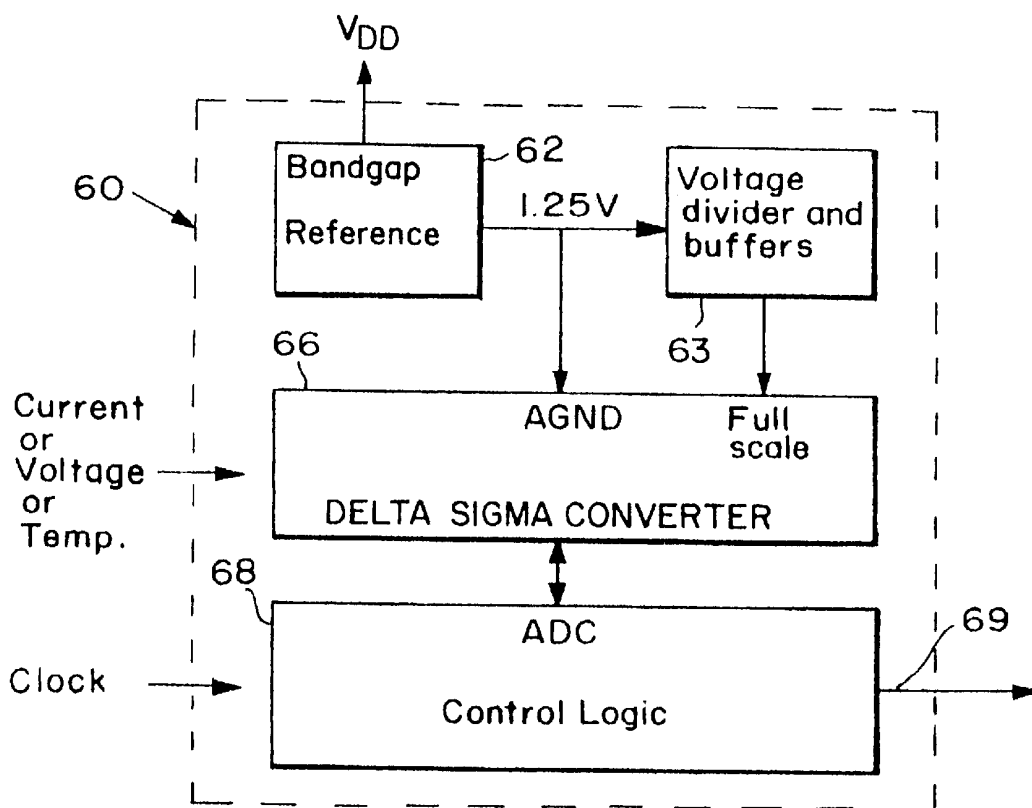 VDD
60
Bandgap
Reference
62
1.25V
Voltage
divider and
buffers
63
66
AGND
Full
scale
DELTA SIGMA CONVERTER
Current
or
Voltage
or
Temp.
68
ADC
Control Logic
Clock
69